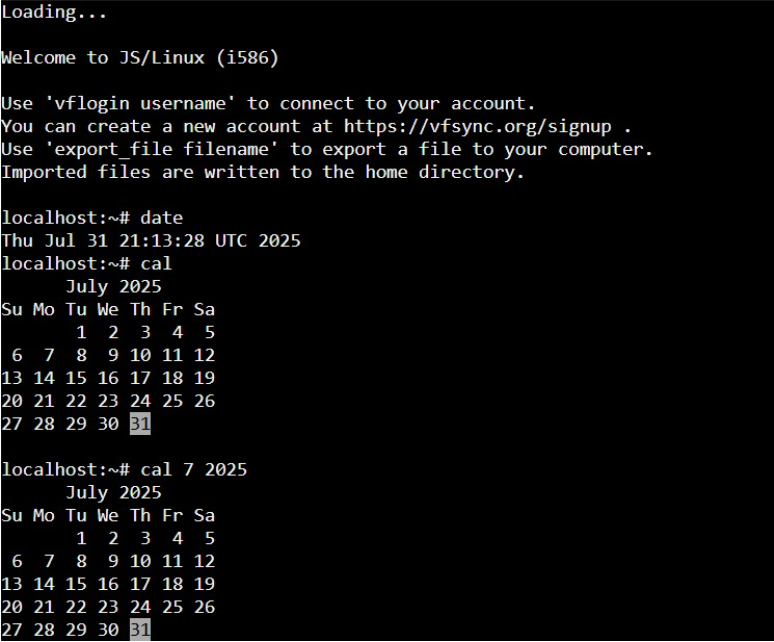 Loading...

Welcome to JS/Linux (i586)

Use 'vflogin username' to connect to your account.
You can create a new account at https://vfsync.org/signup .
Use 'export_file filename' to export a file to your computer.
Imported files are written to the home directory.

localhost:~# date
Thu Jul 31 21:13:28 UTC 2025
localhost:~# cal
      July 2025
Su Mo Tu We Th Fr Sa
       1  2  3  4  5
 6  7  8  9 10 11 12
13 14 15 16 17 18 19
20 21 22 23 24 25 26
27 28 29 30 31

localhost:~# cal 7 2025
      July 2025
Su Mo Tu We Th Fr Sa
       1  2  3  4  5
 6  7  8  9 10 11 12
13 14 15 16 17 18 19
20 21 22 23 24 25 26
27 28 29 30 31